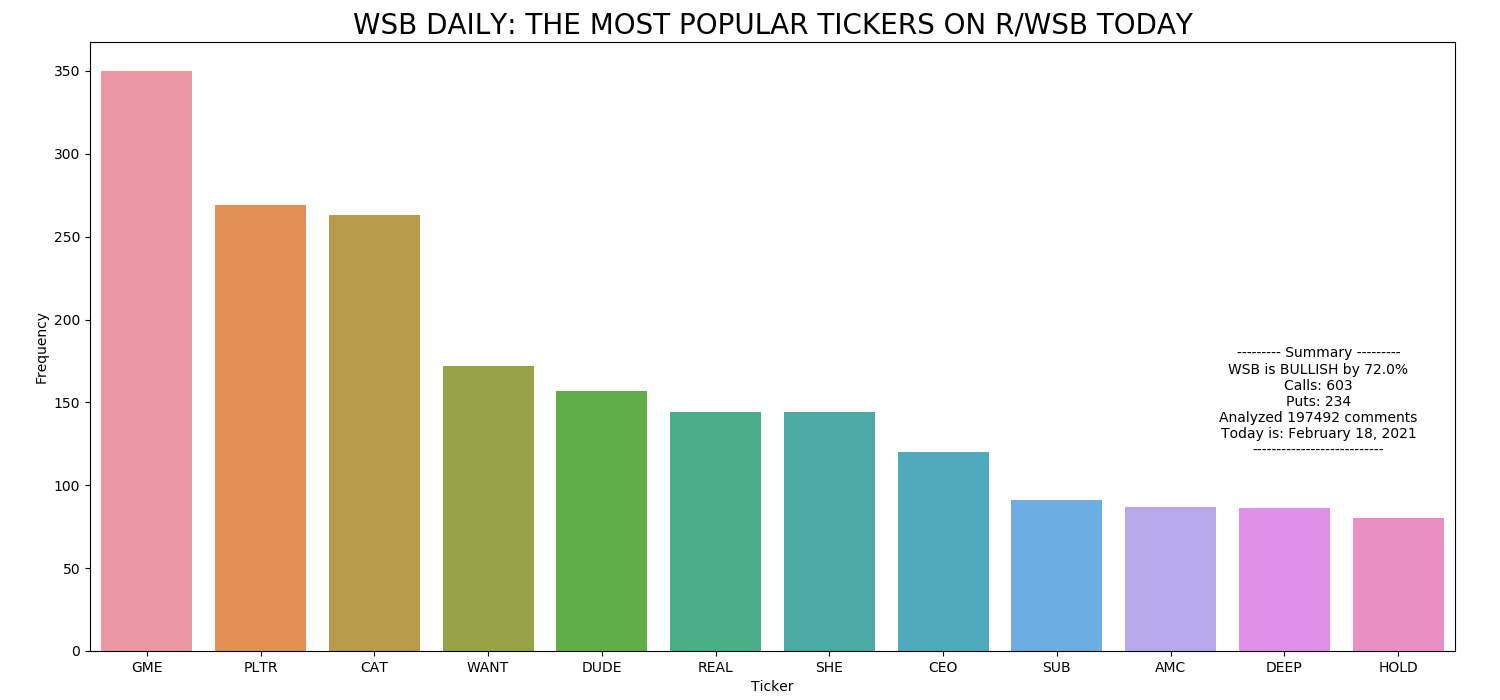 WSB DAILY: THE MOST POPULAR TICKERS ON R/WSB TODAY
350
300
250
200
150
100
50
0
Frequency
--------- Summary ---------
WSB is BULLISH by 72.0%
Calls: 603
Puts: 234
Analyzed 197492 comments
Today is: February 18, 2021
---------------------------
GME PLTR CAT WANT DUDE REAL SHE CEO SUB AMC DEEP HOLD
Ticker